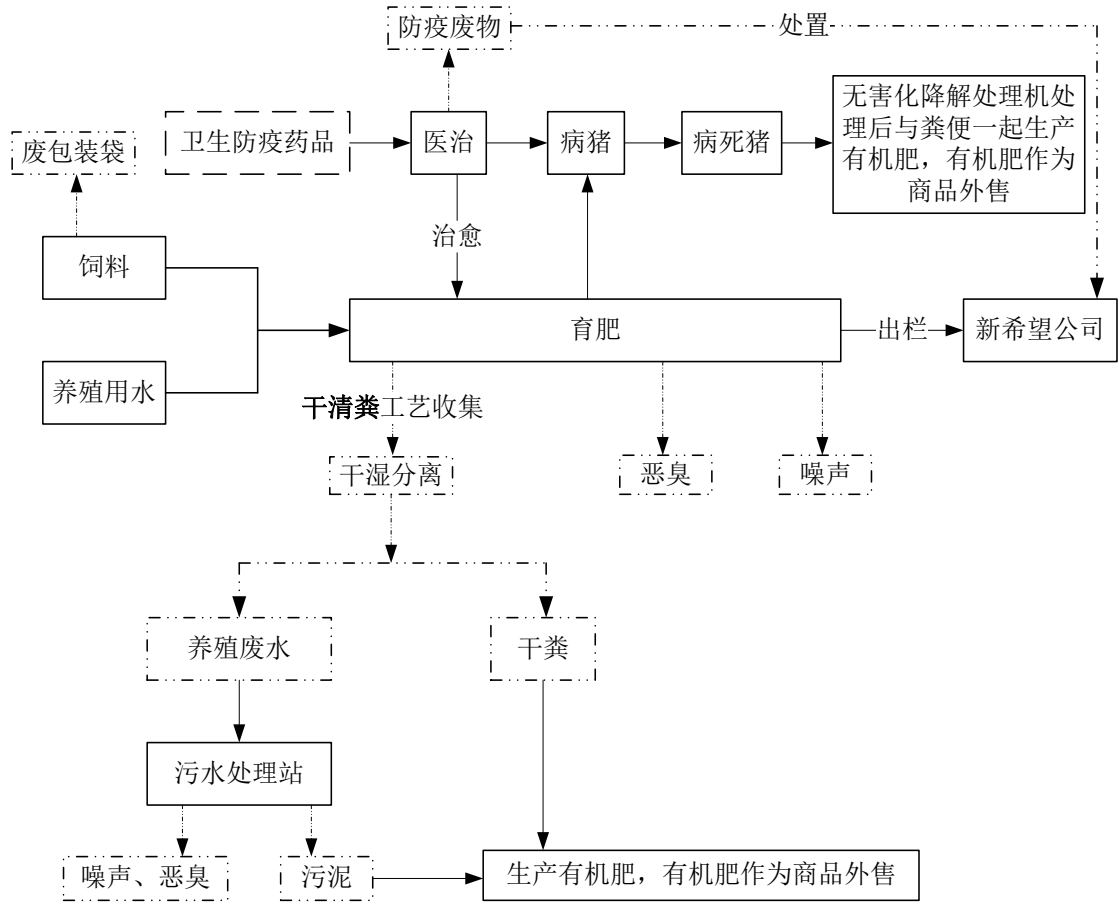 防疫废物
处置
卫生防疫药品
医治
病猪
病死猪
无害化降解处理机处
理后与粪便一起生产
有机肥，有机肥作为
商品外售
废包装袋
治愈
饲料
育肥
出栏
新希望公司
养殖用水
干清粪工艺收集
干湿分离
恶臭
噪声
养殖废水
干粪
污水处理站
噪声、恶臭
污泥
生产有机肥，有机肥作为商品外售